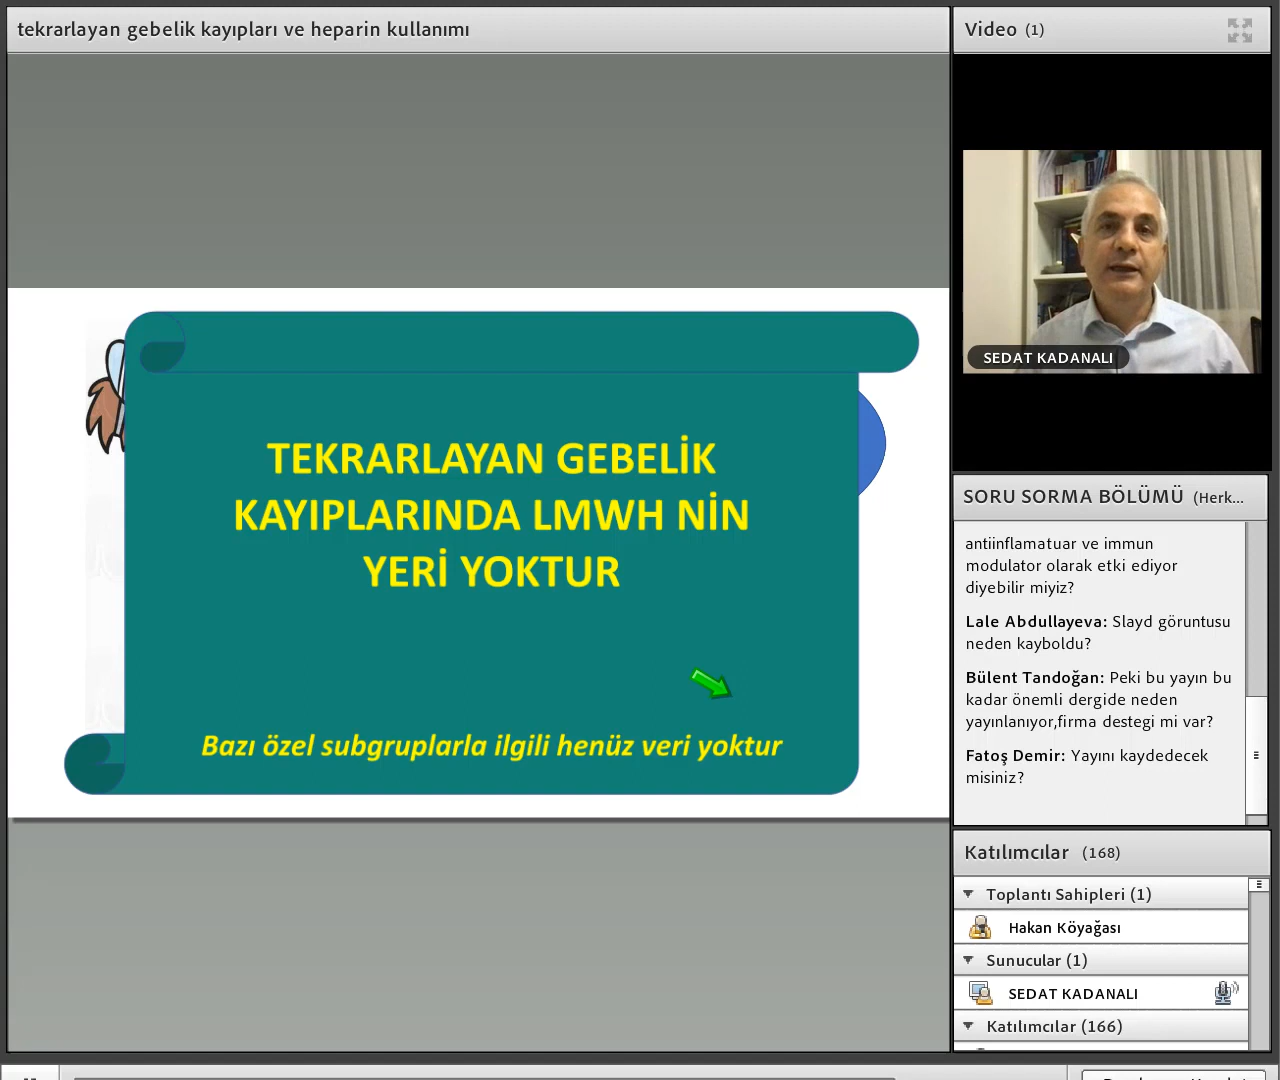 tekrarlayan gebelik kayıpları ve heparin kullanımı
TEKRARLAYAN GEBELİK
KAYIPLARINDA LMWH NİN
YERİ YOKTUR
Bazı özel subgruplarla ilgili henüz veri yoktur
Video (1)
SEDAT KADANALI
SORU SORMA BÖLÜMÜ (Herk...
antiinflamatuar ve immun
modulator olarak etki ediyor
diyebilir miyiz?
Lale Abdullayeva: Slayd göruntusu
neden kayboldu?
Bülent Tandoğan: Peki bu yayın bu
kadar önemli dergide neden
yayınlanıyor,firma destegi mi var?
Fatoş Demir: Yayını kaydedecek
misiniz?
Katılımcılar (168)
Toplantı Sahipleri (1)
Hakan Köyağası
Sunucular (1)
SEDAT KADANALI
Katılımcılar (166)